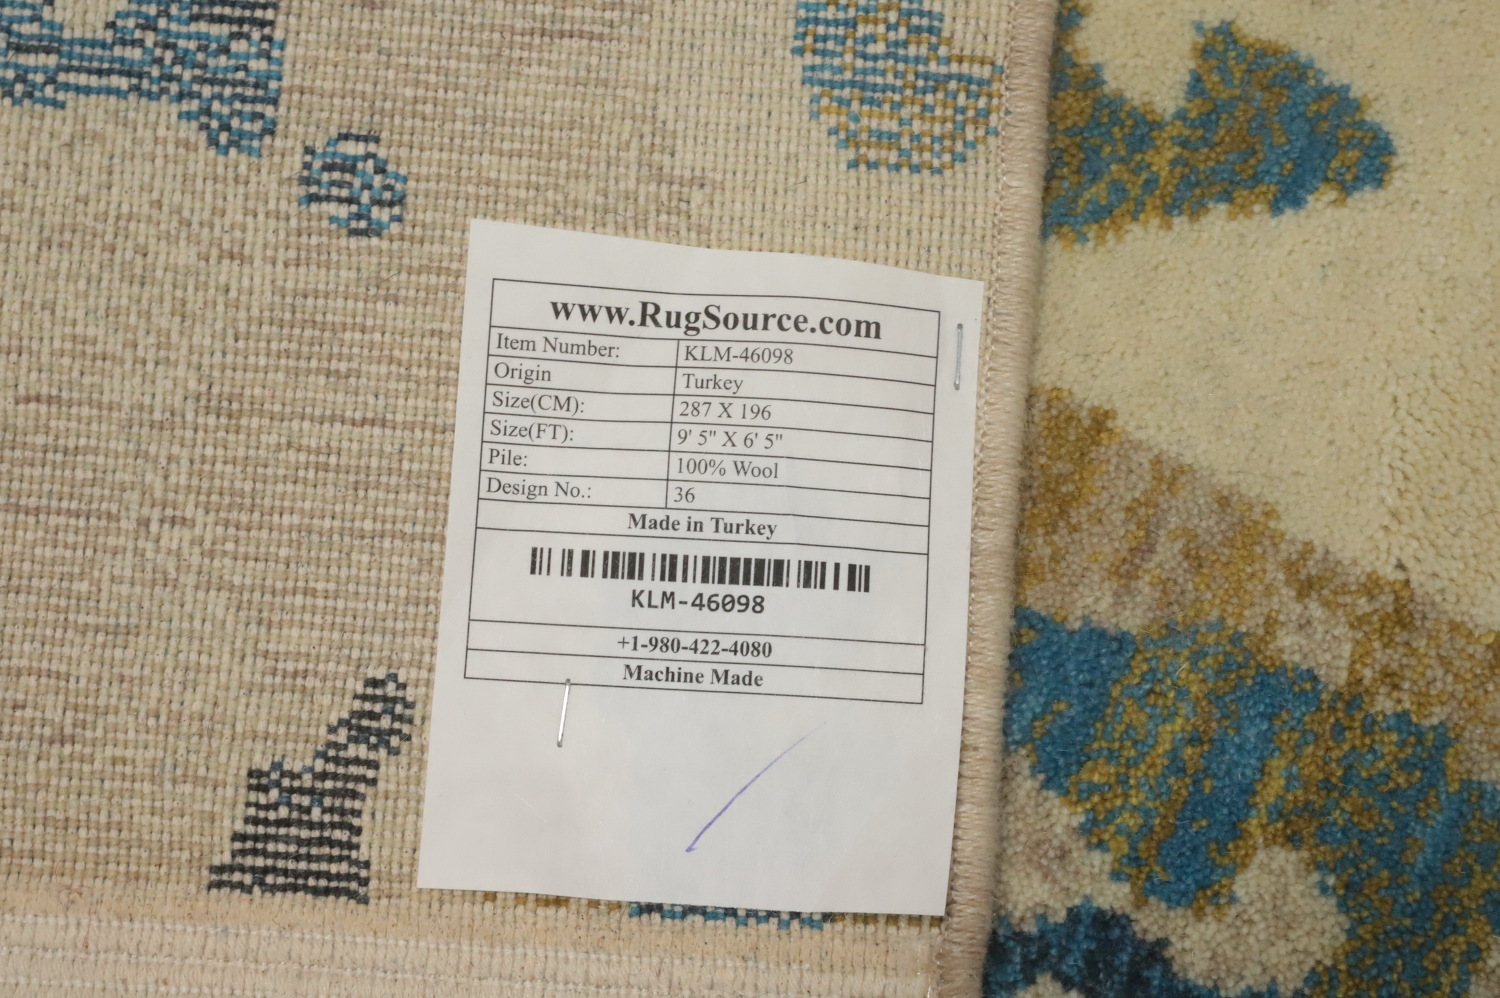 www.RugSource.com
Item Number: KLM-46098
Origin Turkey
Size(CM): 287 X 196
Size(FT): 9' 5" X 6' 5"
Pile: 100% Wool
Design No.: 36
Made in Turkey
KLM-46098
+1-980-422-4080
Machine Made